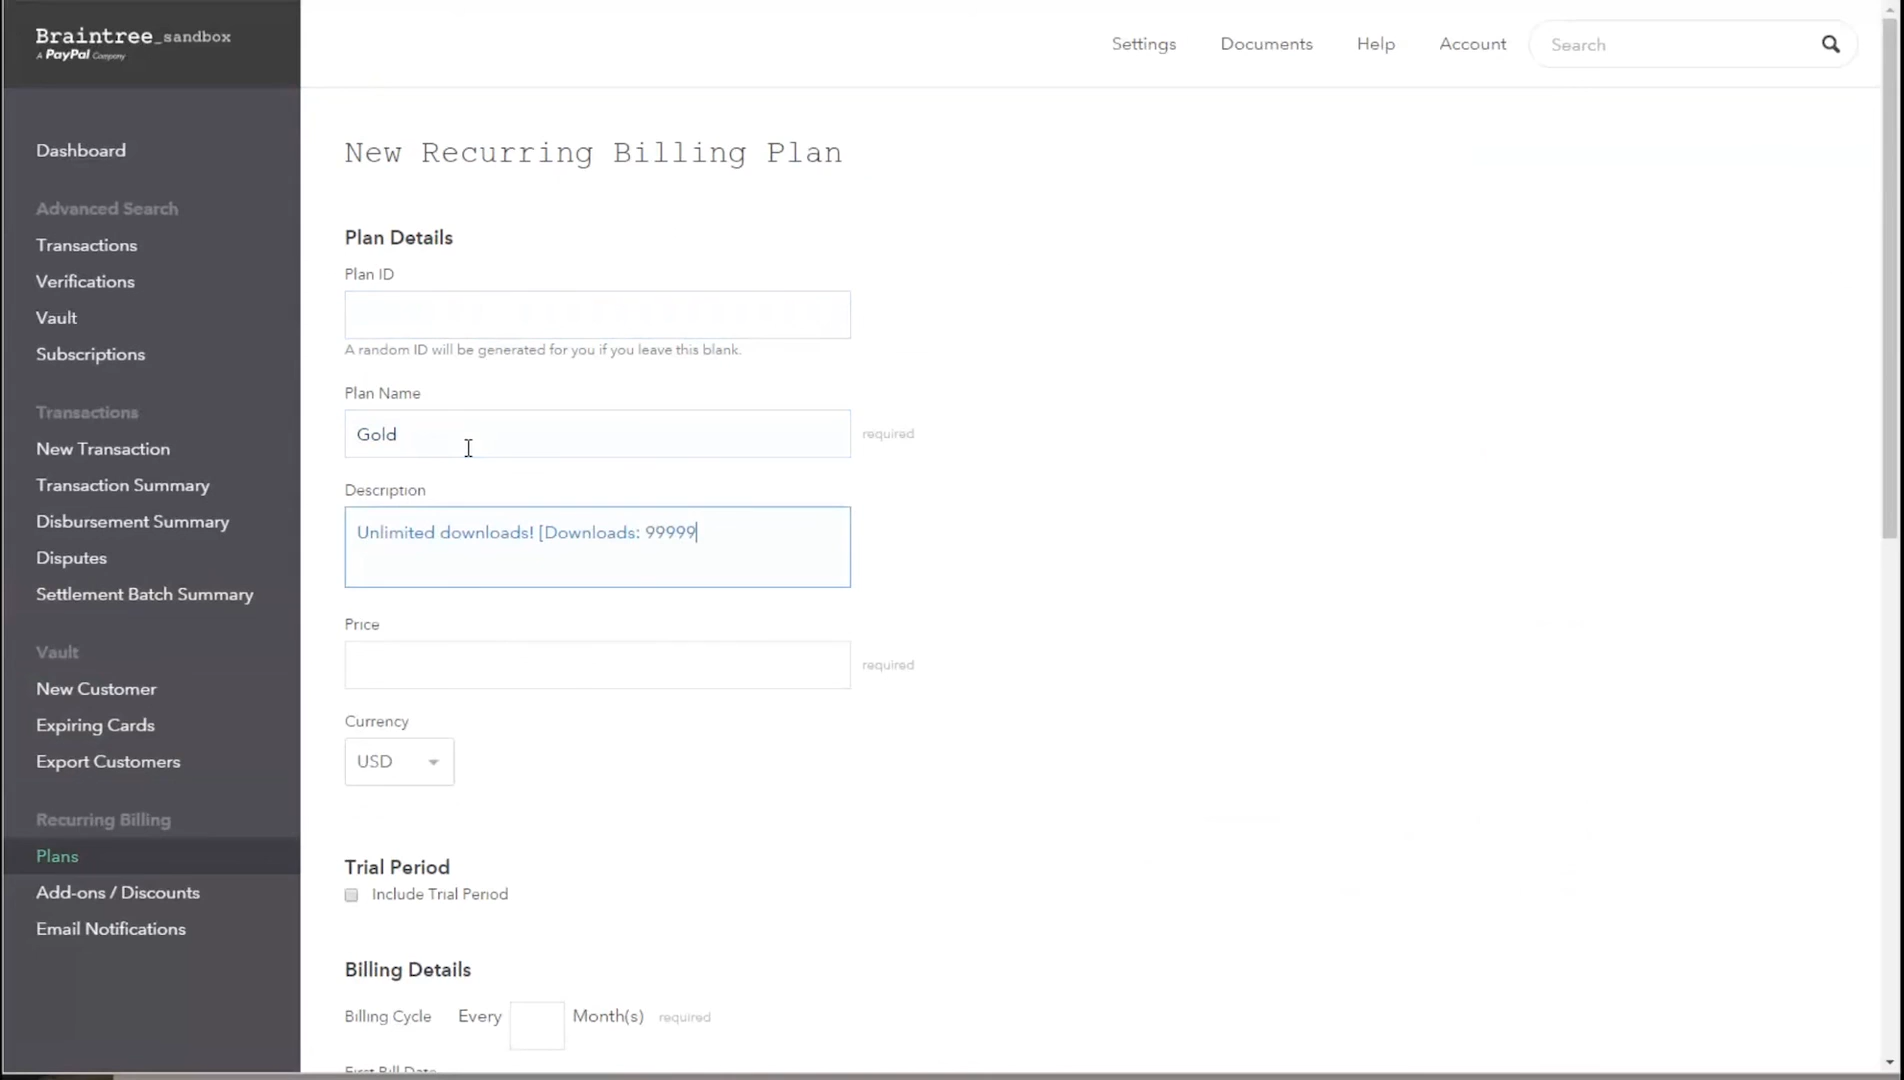 Braintree_sandbox
A PayPal Company
Settings
Documents
Help
Account
Search
Dashboard
Advanced Search
Transactions
Verifications
Vault
Subscriptions
Transactions
New Transaction
Transaction Summary
Disbursement Summary
Disputes
Settlement Batch Summary
Vault
New Customer
Expiring Cards
Export Customers
Recurring Billing
Plans
Add-ons / Discounts
Email Notifications
New Recurring Billing Plan
Plan Details
Plan ID
A random ID will be generated for you if you leave this blank.
Plan Name
Gold
required
Description
Unlimited downloads! [Downloads: 99999
Price
required
Currency
USD
Trial Period
Include Trial Period
Billing Details
Billing Cycle Every Month(s) required
First Bill Date